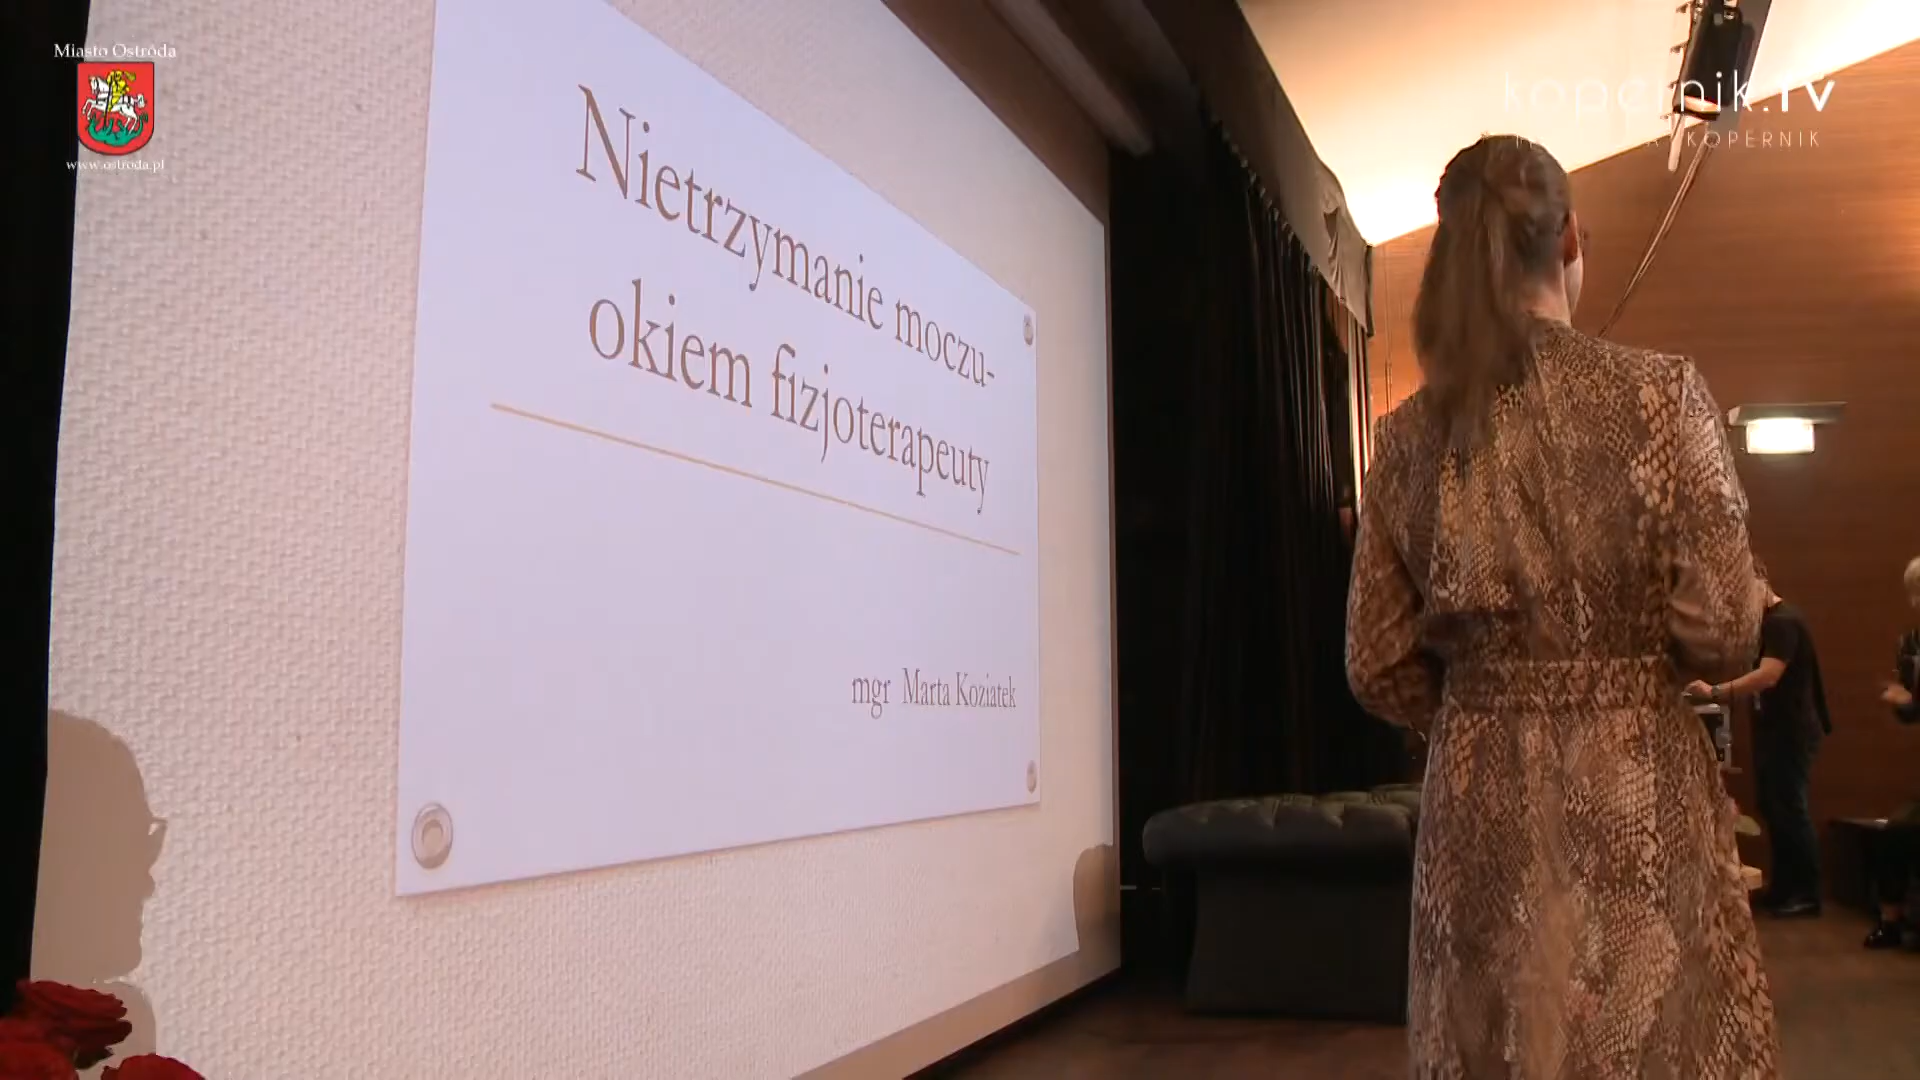 Miasto Ostróda
www.ostroda.pl
kopernik.tv
KOPERNIK
Nietrzymanie moczu-
okiem fizjoterapeuty
mgr Marta Koziatek